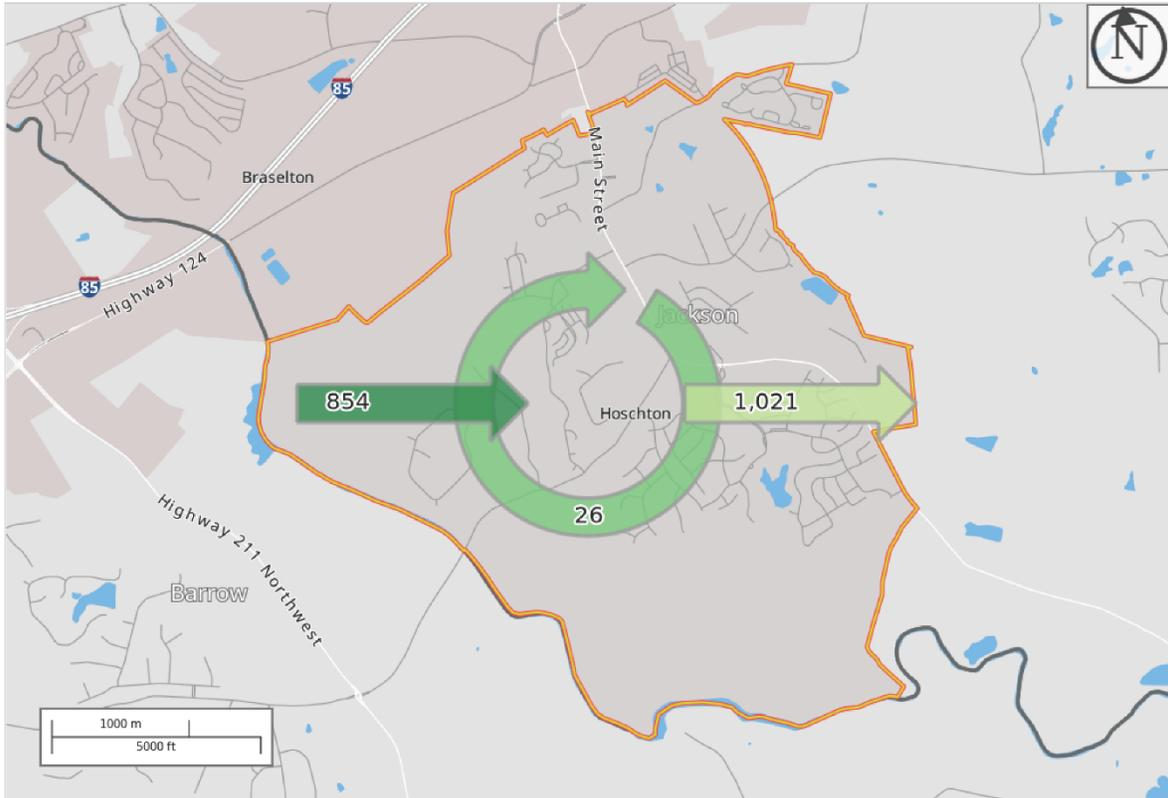 N
85
Main Street
Braselton
Highway 124
85
Jackson
854
1,021
Hoschton
26
Highway 211 Northwest
Barrow
1000 m
5000 ft